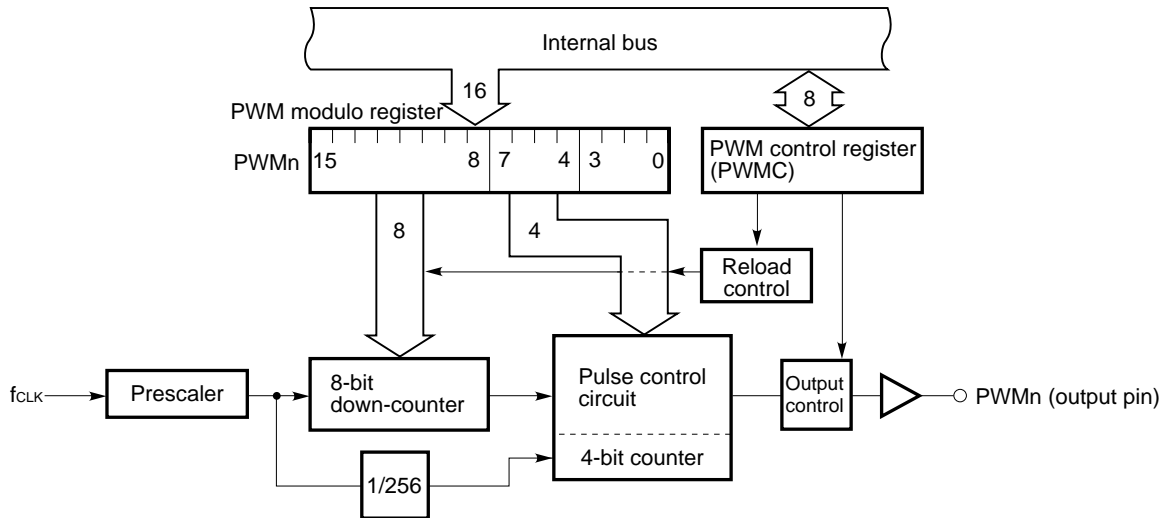 Internal bus
16
8
PWM modulo register
PWMn
15
8
7
4
3
0
PWM control register
(PWMC)
8
4
Reload
control
fCLK
Prescaler
8-bit
down-counter
Pulse control
circuit
Output
control
PWMn (output pin)
4-bit counter
1/256